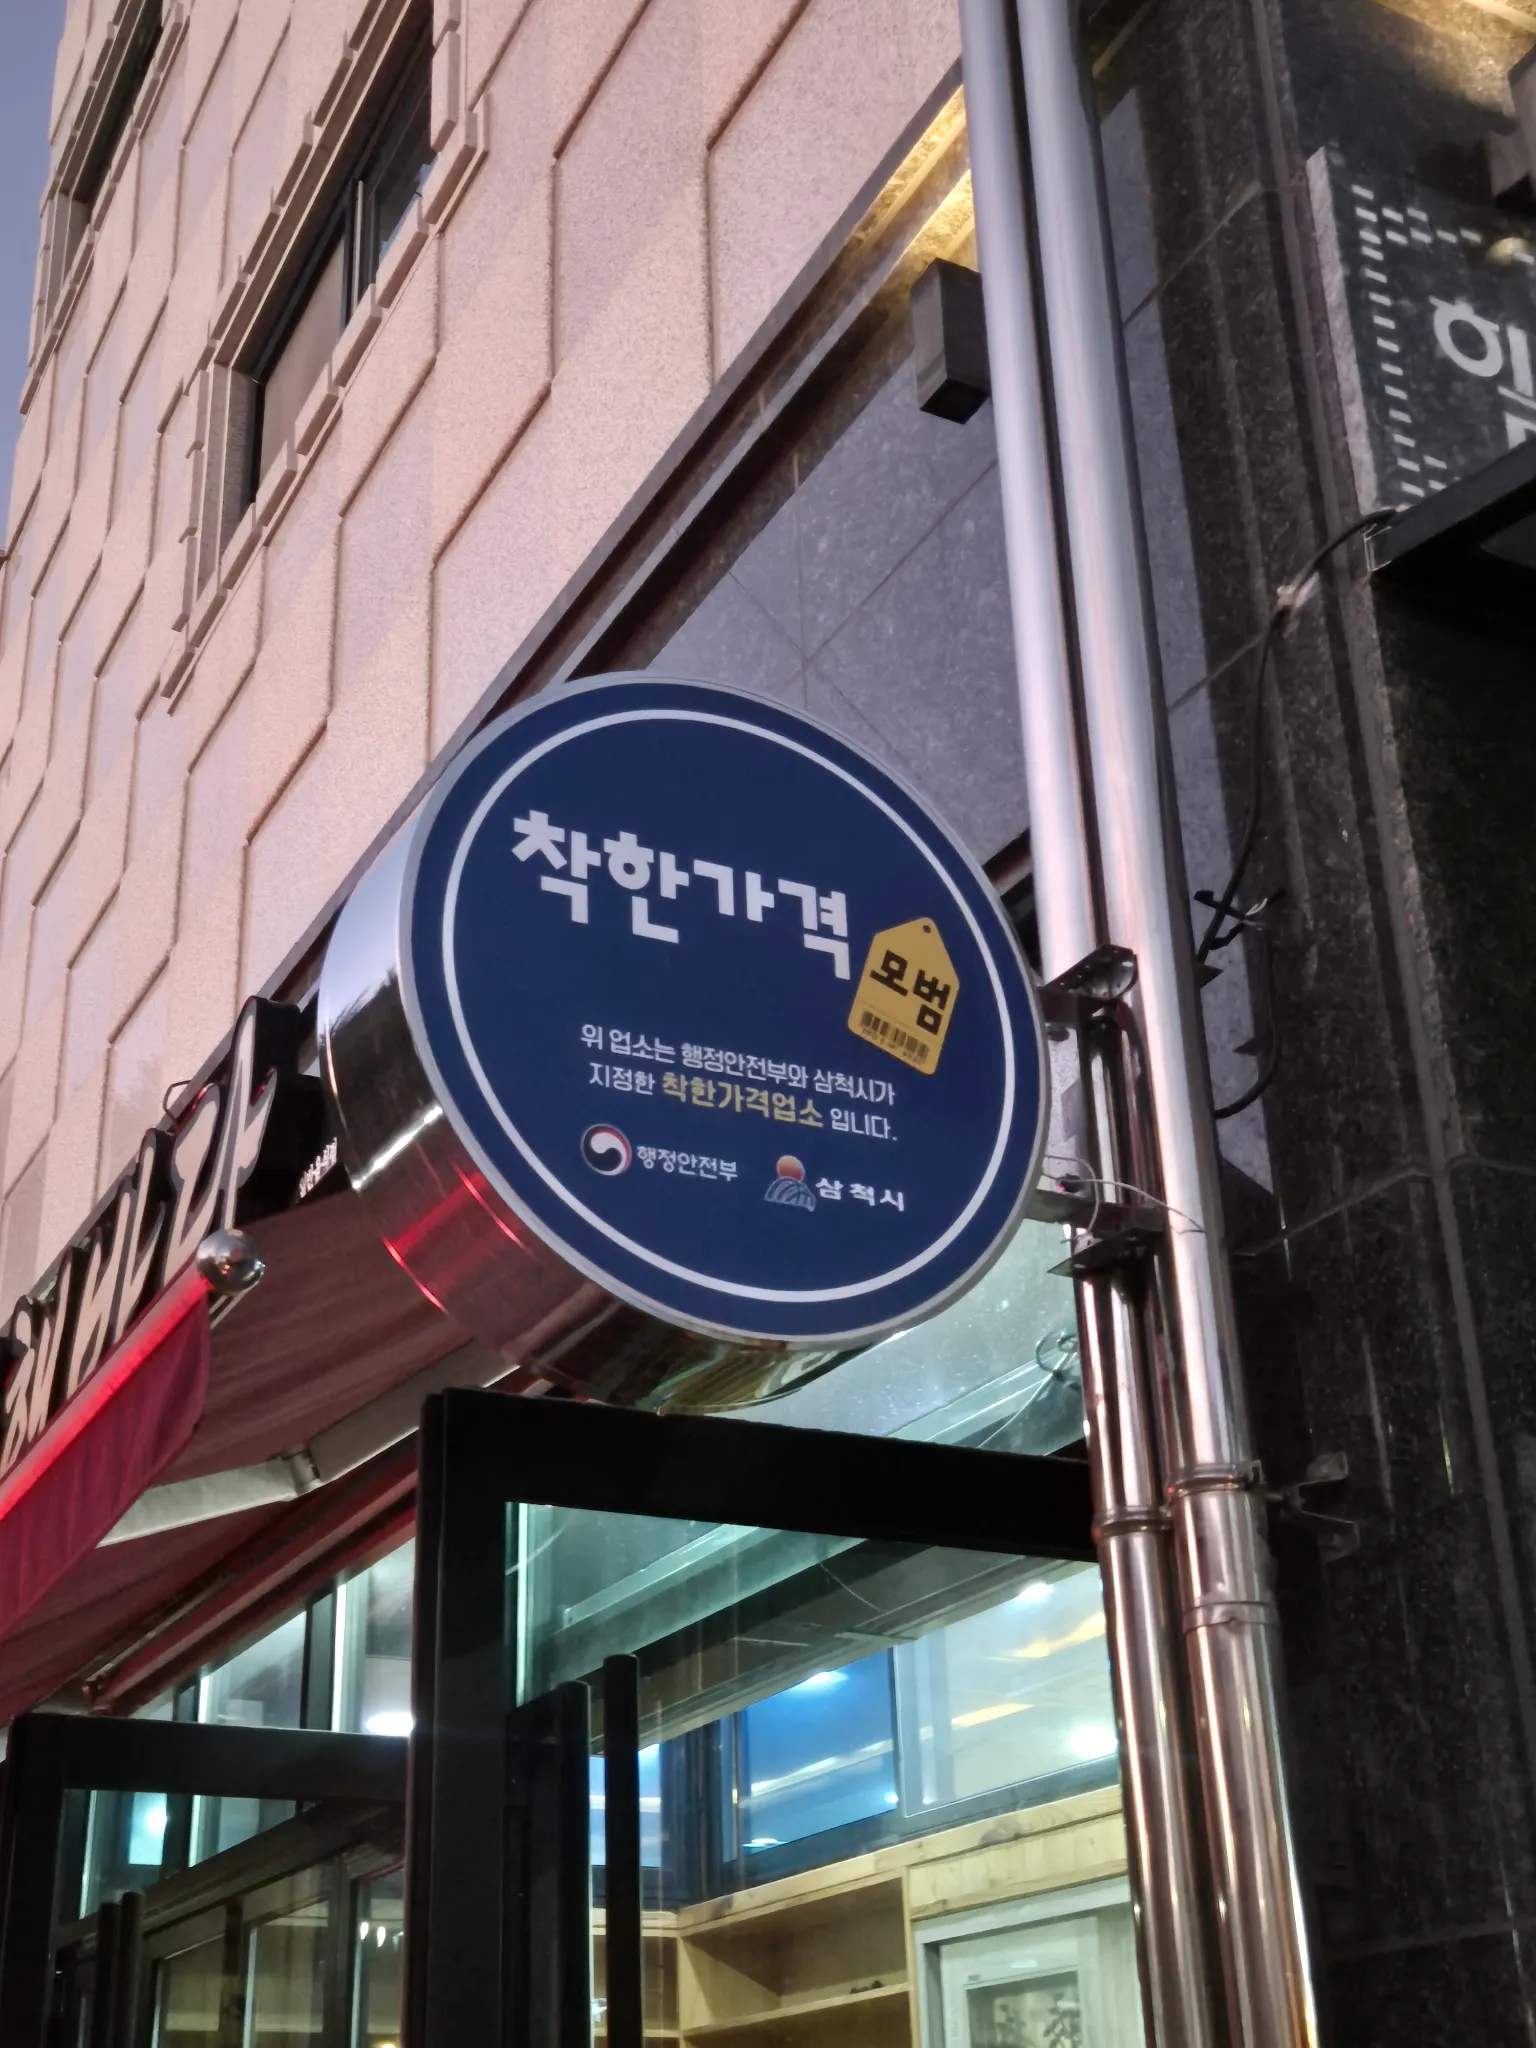 착한가격
모범
위 업소는 행정안전부와 삼척시가
지정한 착한가격업소 입니다.
행정안전부
삼척시